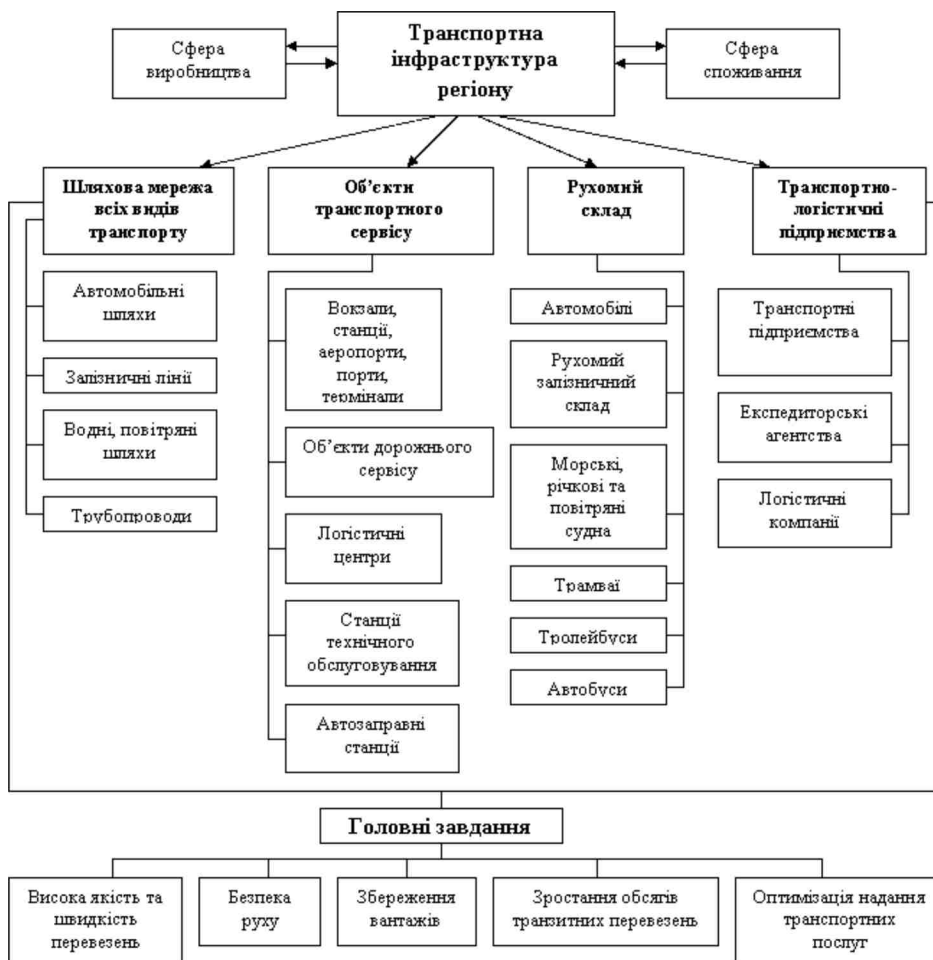 Транспортна
інфраструктура
регіону
Сфера
виробництва
Сфера
споживання
Шляхова мережа
всіх видів
транспорту
Об’єкти
транспортного
сервісу
Рухомий
склад
Транспортно-
логістичні
підприємства
Автомобільні
шляхи
Залізничні лінії
Водні, повітряні
шляхи
Трубопроводи
Вокзали,
станції,
аеропорти,
порти,
термінали
Об’єкти дорожнього
сервісу
Логістичні
центри
Станції
технічного
обслуговування
Автозаправні
станції
Автомобілі
Рухомий
залізничний
склад
Морські,
річкові та
повітряні
судна
Трамваї
Тролейбуси
Автобуси
Транспортні
підприємства
Експедиторські
агентства
Логістичні
компанії
Головні завдання
Висока якість та
швидкість
перевезень
Безпека
руху
Збереження
вантажів
Зростання обсягів
транзитних перевезень
Оптимізація надання
транспортних
послуг